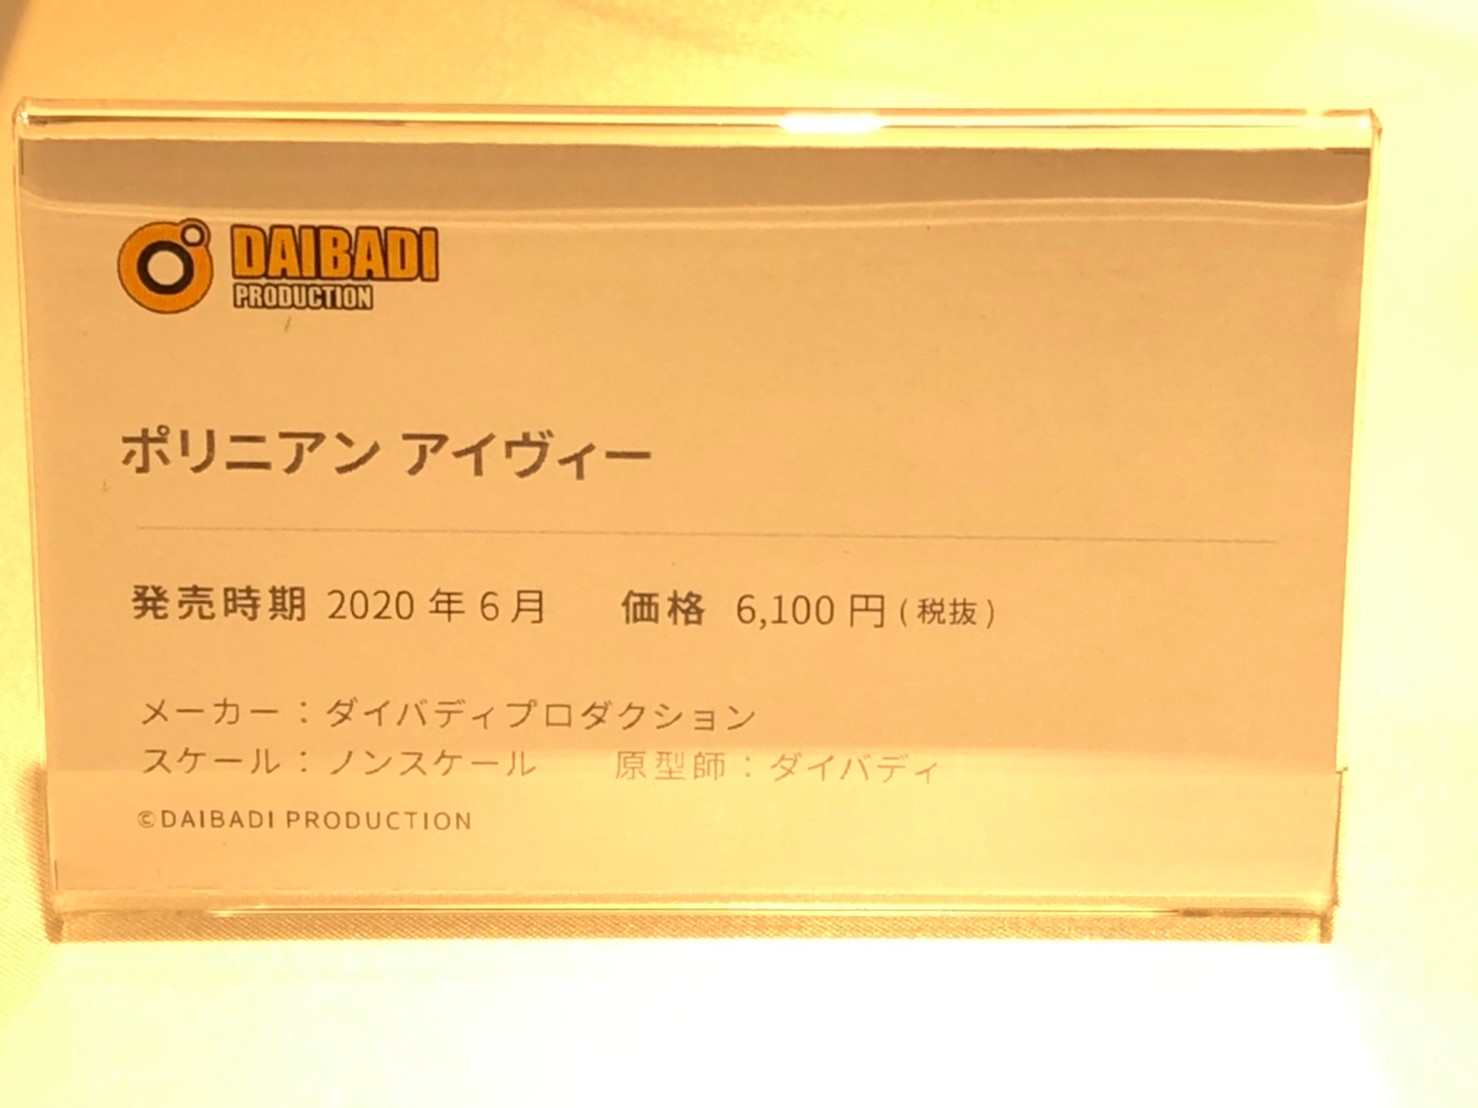 DAIBADI
PRODUCTION
ポリニアン アイヴィー
発売時期 2020 年 6 月 価格 6,100 円 ( 税抜 )
メーカー：ダイバディプロダクション
スケール：ノンスケール 原型師：ダイバディ
©DAIBADI PRODUCTION